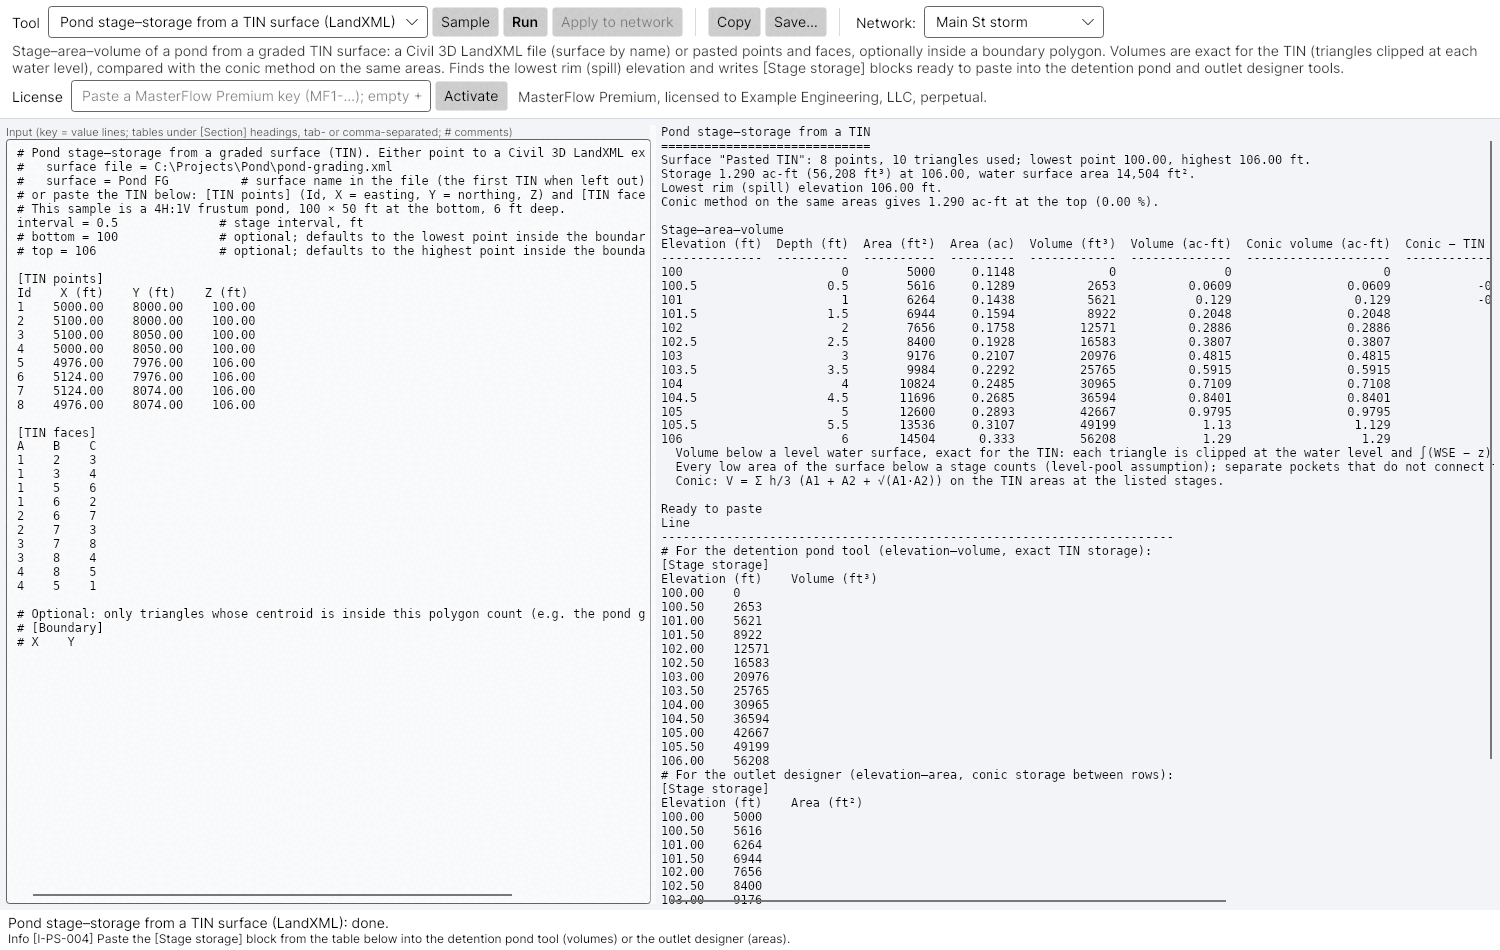 Tool
Pond stage–storage from a TIN surface (LandXML)
Sample
Run
Apply to network
Copy
Save...
Network:
Main St storm
Stage–area–volume of a pond from a graded TIN surface: a Civil 3D LandXML file (surface by name) or pasted points and faces, optionally inside a boundary polygon. Volumes are exact for the TIN (triangles clipped at each
water level), compared with the conic method on the same areas. Finds the lowest rim (spill) elevation and writes [Stage storage] blocks ready to paste into the detention pond and outlet designer tools.
License
Paste a MasterFlow Premium key (MF1-...); empty +
Activate
MasterFlow Premium, licensed to Example Engineering, LLC, perpetual.
Input (key = value lines; tables under [Section] headings, tab- or comma-separated; # comments)
# Pond stage–storage from a graded surface (TIN). Either point to a Civil 3D LandXML ex
#   surface file = C:\Projects\Pond\pond-grading.xml
#   surface = Pond FG          # surface name in the file (the first TIN when left out)
# or paste the TIN below: [TIN points] (Id, X = easting, Y = northing, Z) and [TIN face
# This sample is a 4H:1V frustum pond, 100 × 50 ft at the bottom, 6 ft deep.
interval = 0.5              # stage interval, ft
# bottom = 100              # optional; defaults to the lowest point inside the boundar
# top = 106                 # optional; defaults to the highest point inside the bounda
[TIN points]
Id    X (ft)    Y (ft)    Z (ft)
1    5000.00    8000.00    100.00
2    5100.00    8000.00    100.00
3    5100.00    8050.00    100.00
4    5000.00    8050.00    100.00
5    4976.00    7976.00    106.00
6    5124.00    7976.00    106.00
7    5124.00    8074.00    106.00
8    4976.00    8074.00    106.00
[TIN faces]
A    B    C
1    2    3
1    3    4
1    5    6
1    6    2
2    6    7
2    7    3
3    7    8
3    8    4
4    8    5
4    5    1
# Optional: only triangles whose centroid is inside this polygon count (e.g. the pond g
# [Boundary]
# X    Y
Pond stage–storage from a TIN
=============================
Surface "Pasted TIN": 8 points, 10 triangles used; lowest point 100.00, highest 106.00 ft.
Storage 1.290 ac-ft (56,208 ft³) at 106.00, water surface area 14,504 ft².
Lowest rim (spill) elevation 106.00 ft.
Conic method on the same areas gives 1.290 ac-ft at the top (0.00 %).
Stage–area–volume
Elevation (ft)  Depth (ft)  Area (ft²)  Area (ac)  Volume (ft³)  Volume (ac-ft)  Conic volume (ac-ft)  Conic − TIN
100  0  5000  0.1148  0  0  0
100.5  0.5  5616  0.1289  2653  0.0609  0.0609  -0
101  1  6264  0.1438  5621  0.129  0.129  -0
101.5  1.5  6944  0.1594  8922  0.2048  0.2048
102  2  7656  0.1758  12571  0.2886  0.2886
102.5  2.5  8400  0.1928  16583  0.3807  0.3807
103  3  9176  0.2107  20976  0.4815  0.4815
103.5  3.5  9984  0.2292  25765  0.5915  0.5915
104  4  10824  0.2485  30965  0.7109  0.7108
104.5  4.5  11696  0.2685  36594  0.8401  0.8401
105  5  12600  0.2893  42667  0.9795  0.9795
105.5  5.5  13536  0.3107  49199  1.13  1.129
106  6  14504  0.333  56208  1.29  1.29
Volume below a level water surface, exact for the TIN: each triangle is clipped at the water level and ∫(WSE − z)
Every low area of the surface below a stage counts (level-pool assumption); separate pockets that do not connect
Conic: V = Σ h/3 (A1 + A2 + √(A1·A2)) on the TIN areas at the listed stages.
Ready to paste
Line
# For the detention pond tool (elevation–volume, exact TIN storage):
[Stage storage]
Elevation (ft)    Volume (ft³)
100.00    0
100.50    2653
101.00    5621
101.50    8922
102.00    12571
102.50    16583
103.00    20976
103.50    25765
104.00    30965
104.50    36594
105.00    42667
105.50    49199
106.00    56208
# For the outlet designer (elevation–area, conic storage between rows):
[Stage storage]
Elevation (ft)    Area (ft²)
100.00    5000
100.50    5616
101.00    6264
101.50    6944
102.00    7656
102.50    8400
103.00    9176
Pond stage–storage from a TIN surface (LandXML): done.
Info [I-PS-004] Paste the [Stage storage] block from the table below into the detention pond tool (volumes) or the outlet designer (areas).